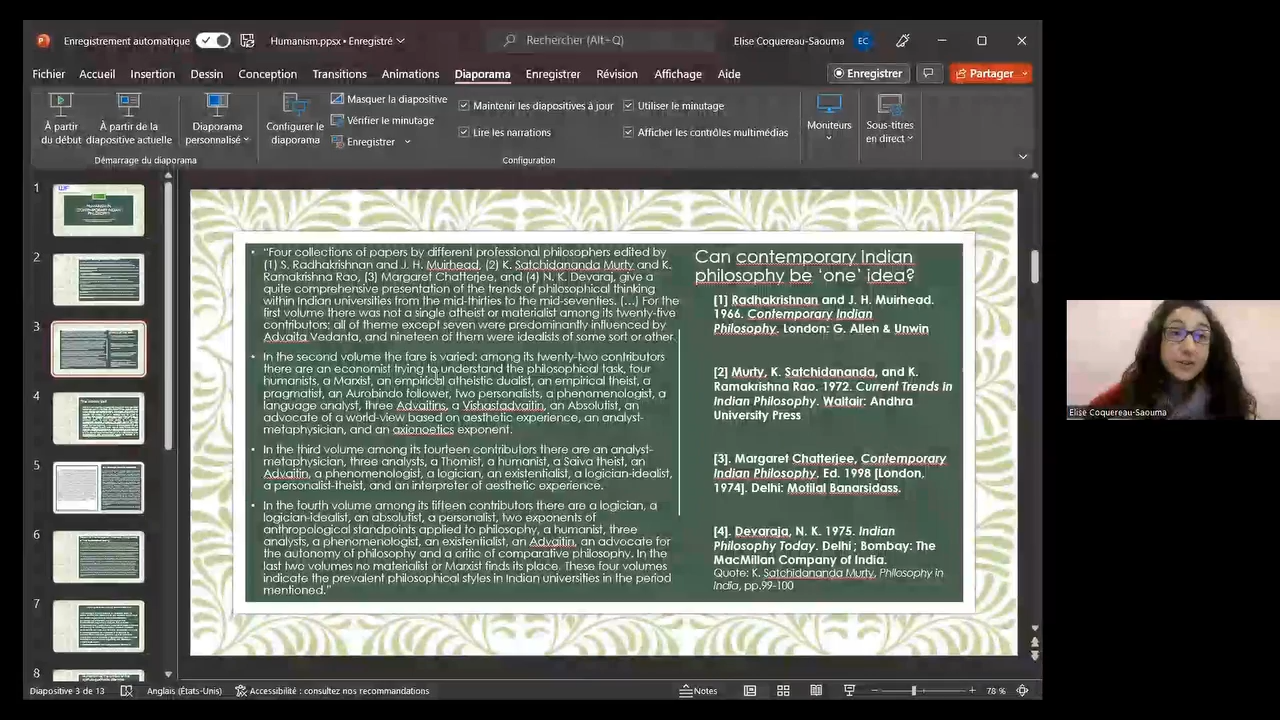 Enregistrement automatique
Humanism.ppsx • Enregistré
Rechercher (Alt+Q)
Elise Coquereau-Saouma
EC
Fichier
Accueil
Insertion
Dessin
Conception
Transitions
Animations
Diaporama
Enregistrer
Révision
Affichage
Aide
Enregistrer
Partager
À partir du début
À partir de la diapositive actuelle
Diaporama personnalisé
Configurer le diaporama
Masquer la diapositive
Vérifier le minutage
Enregistrer
Maintenir les diapositives à jour
Lire les narrations
Utiliser le minutage
Afficher les contrôles multimédias
Moniteurs
Sous-titres en direct
Démarrage du diaporama
Configuration
1
2
3
4
5
6
7
8
• "Four collections of papers by different professional philosophers edited by
(1) S. Radhakrishnan and J. H. Muirhead, (2) K. Satchidananda Murty and K.
Ramakrishna Rao, (3) Margaret Chatterjee, and (4) N. K. Devaraj, give a
quite comprehensive presentation of the trends of philosophical thinking
within Indian universities from the mid-thirties to the mid-seventies. (...) For the
first volume there was not a single atheist or materialist among its twenty-five
contributors: all of theme except seven were predominantly influenced by
Advaita Vedanta, and nineteen of them were idealists of some sort or other.
• In the second volume the fare is varied: among its twenty-two contributors
there are an economist trying to understand the philosophical task, four
humanists, a Marxist, an empirical atheistic dualist, an empirical theist, a
pragmatist, an Aurobindo follower, two personalists, a phenomenologist, a
language analyst, three Advaitins, a Vishastadvaitin, an Absolutist, an
advocate of a world-view based on aesthetic experience, an analyst-
metaphysician, and an axionoetics exponent.
• In the third volume among its fourteen contributors there are an analyst-
metaphysician, three analysts, a Thomist, a humanist, a Saiva theist, an
Advaitin, a phenomenologist, a logician, an existentialist, a logician-idealist,
a personalist-theist, and an interpreter of aesthetic experience.
• In the fourth volume among its fifteen contributors there are a logician, a
logician-idealist, an absolutist, a personalist, two exponents of
anthropological standpoints applied to philosophy, a humanist, three
analysts, a phenomenologist, an existentialist, an Advaitin, an advocate for
the autonomy of philosophy and a critic of comparative philosophy. In the
last two volumes no materialist or Marxist finds its place. These four volumes
indicate the prevalent philosophical styles in Indian universities in the period
mentioned."
Can contemporary Indian
philosophy be 'one' idea?
[1] Radhakrishnan and J. H. Muirhead.
1966. Contemporary Indian
Philosophy. London: G. Allen & Unwin
[2] Murty, K. Satchidananda, and K.
Ramakrishna Rao. 1972. Current Trends in
Indian Philosophy. Waltair: Andhra
University Press
[3]. Margaret Chatterjee, Contemporary
Indian Philosophy. Ed. 1998 [London,
1974]. Delhi: Motilal Banarsidass.
[4]. Devaraja, N. K. 1975. Indian
Philosophy Today. Delhi ; Bombay: The
MacMillan Company of India.
Quote: K. Satchidananda Murty, Philosophy in
India, pp.99-100
Elise Coquereau-Saouma
Diapositive 3 de 13
Anglais (États-Unis)
Accessibilité : consultez nos recommandations
Notes
78 %